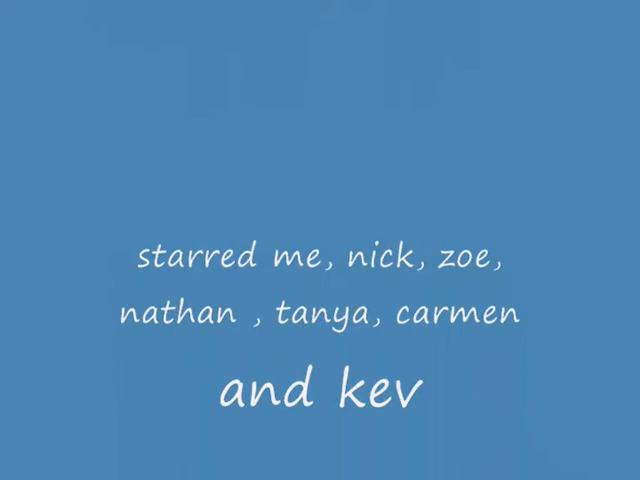 starred me, nick, zoe,
nathan , tanya, carmen
and kev